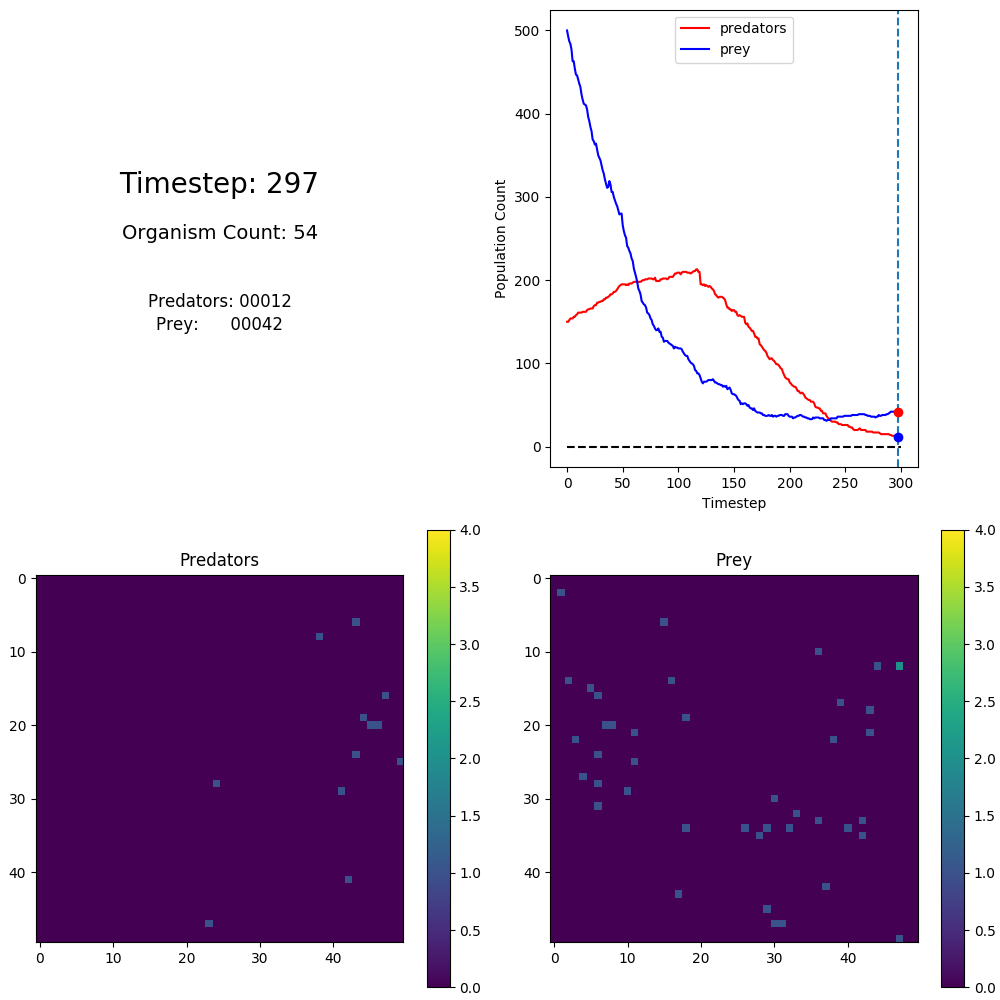 Timestep: 297
Organism Count: 54
Predators: 00012
Prey: 00042
predators
prey
500
400
300
200
100
0
Population Count
0 50 100 150 200 250 300
Timestep
Predators
0
10
20
30
40
0 10 20 30 40
4.0
3.5
3.0
2.5
2.0
1.5
1.0
0.5
0.0
Prey
0
10
20
30
40
0 10 20 30 40
4.0
3.5
3.0
2.5
2.0
1.5
1.0
0.5
0.0